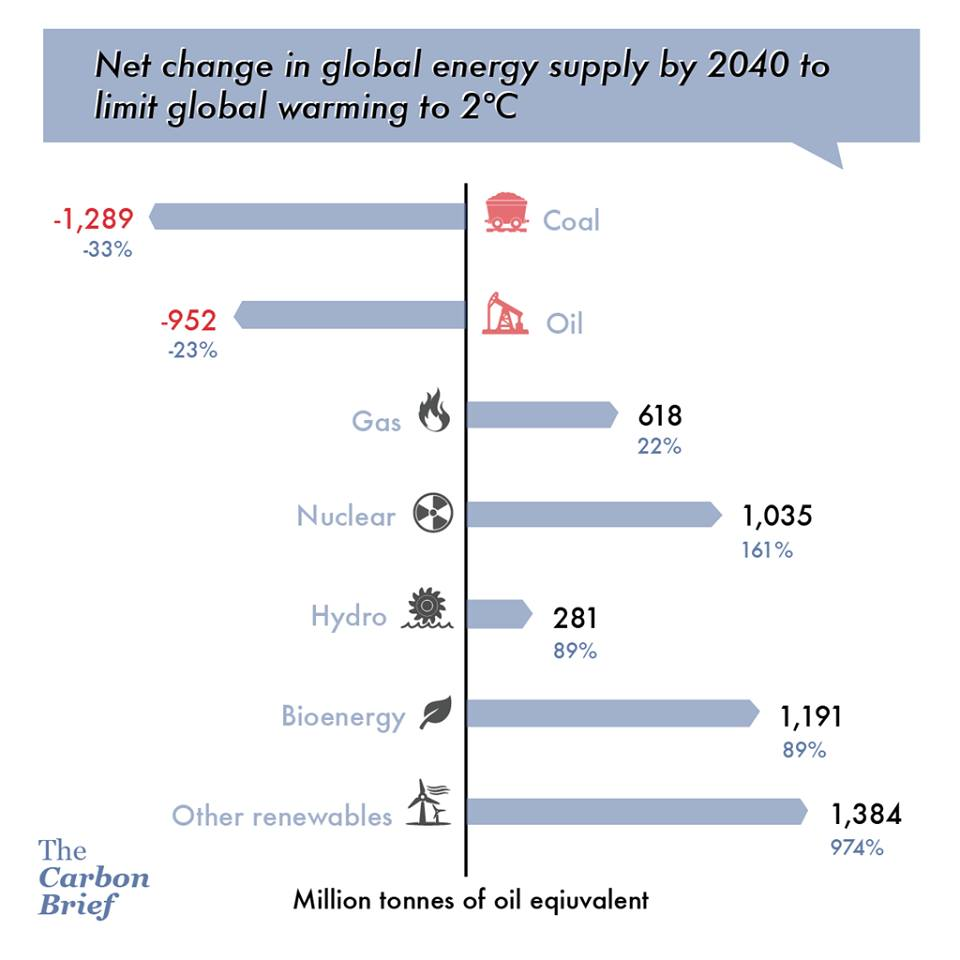 Net change in global energy supply by 2040 to
limit global warming to 2°C
-1,289
-33%
Coal
-952
-23%
Oil
Gas
618
22%
Nuclear
1,035
161%
Hydro
281
89%
Bioenergy
1,191
89%
Other renewables
1,384
974%
The
Carbon
Brief
Million tonnes of oil eqiuvalent